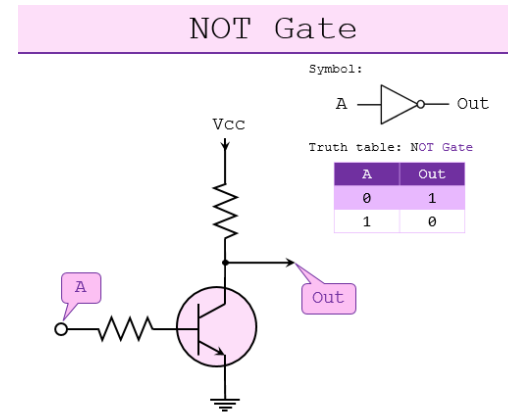 NOT Gate
Symbol:
A Out
Vcc
Truth table: NOT Gate
A Out
0 1
1 0
A
Out